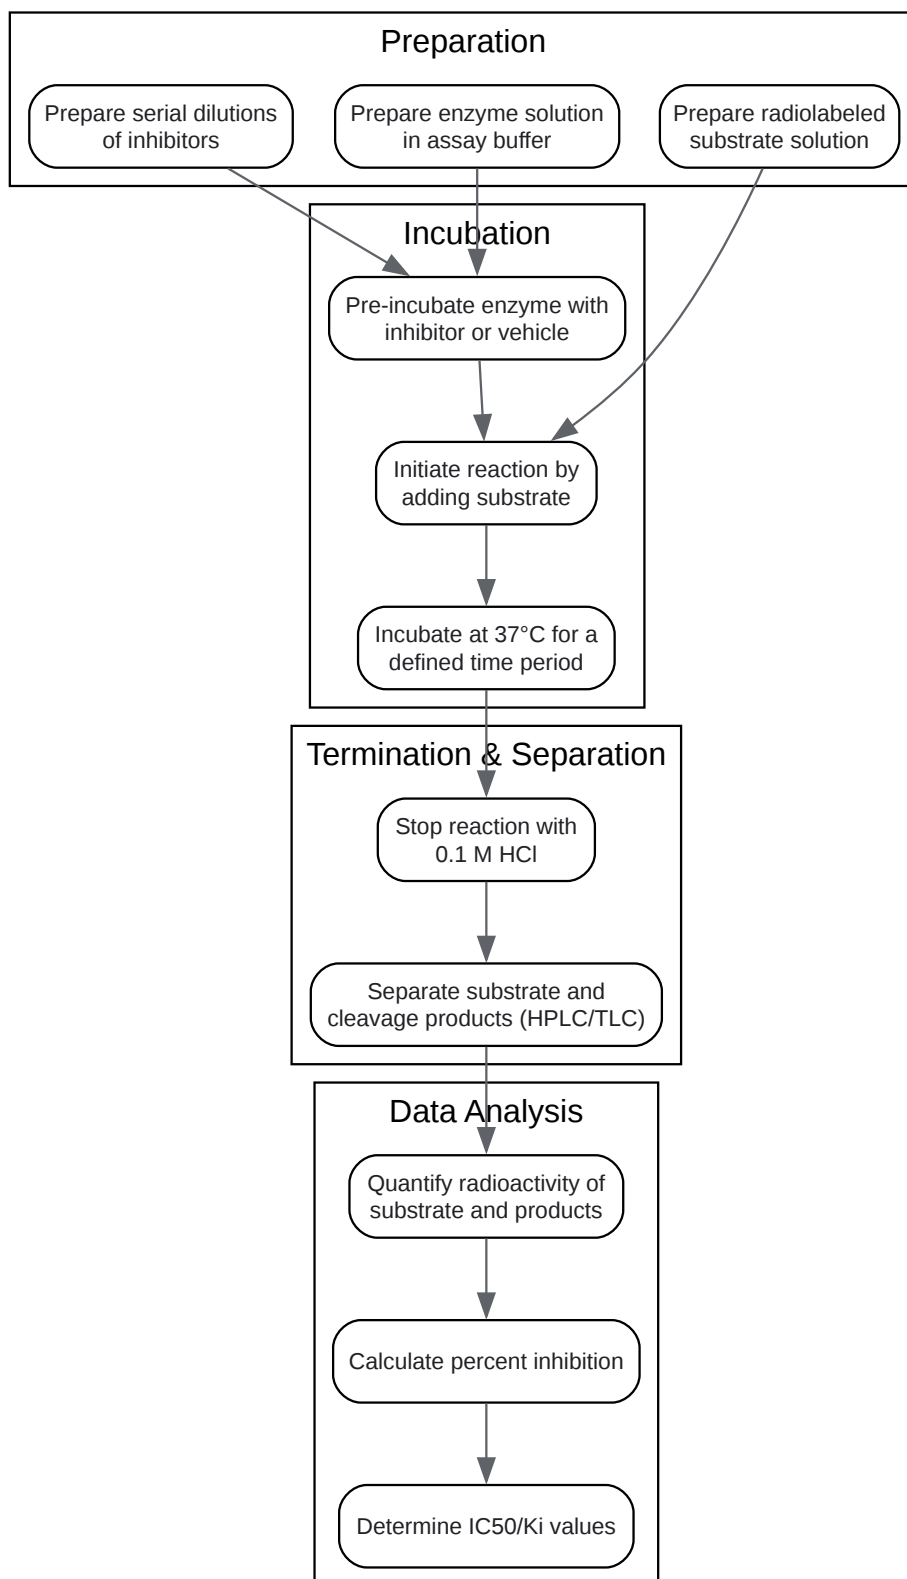 Preparation
Prepare serial dilutions
of inhibitors
Prepare enzyme solution
in assay buffer
Prepare radiolabeled
substrate solution
Incubation
Pre-incubate enzyme with
inhibitor or vehicle
Initiate reaction by
adding substrate
Incubate at 37°C for a
defined time period
Termination & Separation
Stop reaction with
0.1 M HCl
Separate substrate and
cleavage products (HPLC/TLC)
Data Analysis
Quantify radioactivity of
substrate and products
Calculate percent inhibition
Determine IC50/Ki values